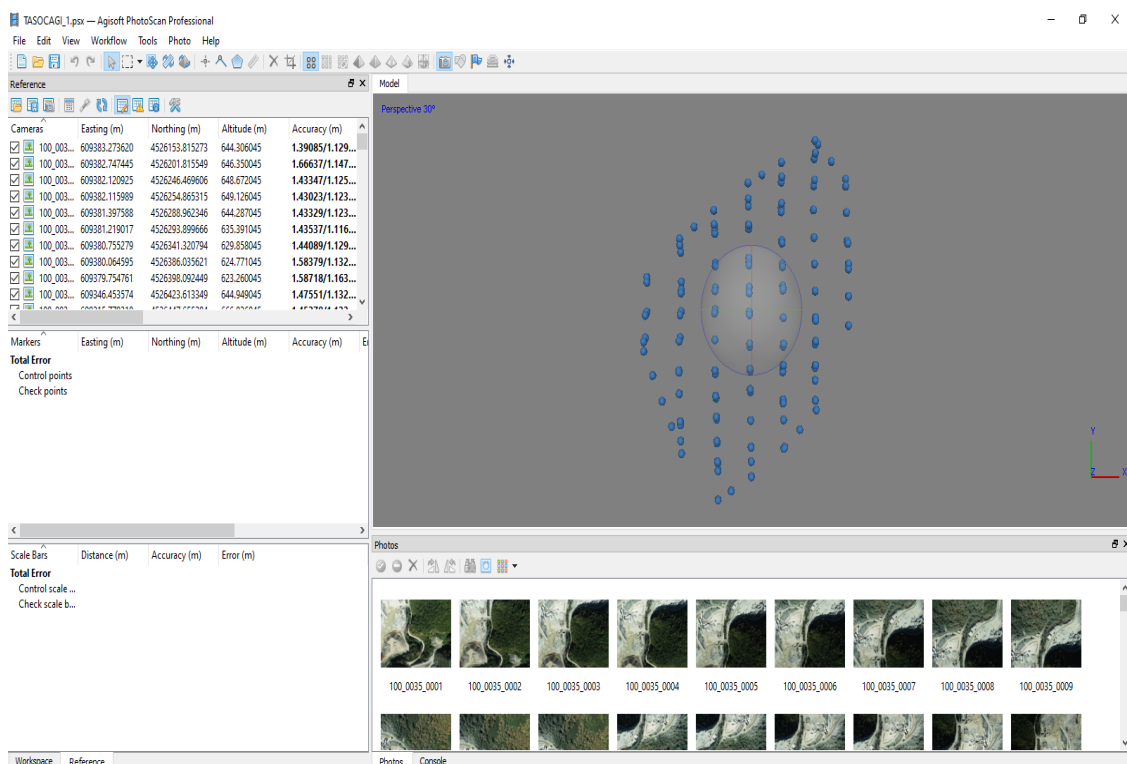 TASOCAGI_1.psx — Agisoft PhotoScan Professional
File Edit View Workflow Tools Photo Help
Reference
Cameras Easting (m) Northing (m) Altitude (m) Accuracy (m)
100_003... 609383.273620 4526153.815273 644.306045 1.39085/1.129...
100_003... 609382.747445 4526201.815549 646.350045 1.66637/1.147...
100_003... 609382.120925 4526246.469606 648.672045 1.43347/1.125...
100_003... 609382.115989 4526254.865315 649.126045 1.43023/1.123...
100_003... 609381.397588 4526288.962346 644.287045 1.43329/1.123...
100_003... 609381.219017 4526293.899666 635.391045 1.43537/1.116...
100_003... 609380.755279 4526341.320794 629.858045 1.44089/1.129...
100_003... 609380.064595 4526386.035621 624.771045 1.58379/1.132...
100_003... 609379.754761 4526398.092449 623.260045 1.58718/1.163...
100_003... 609346.453574 4526423.613349 644.949045 1.47551/1.132...
Markers Easting (m) Northing (m) Altitude (m) Accuracy (m)
Total Error
Control points
Check points
Scale Bars Distance (m) Accuracy (m) Error (m)
Total Error
Control scale ...
Check scale b...
Workspace Reference
Model
Perspective 30°
Y
Z X
Photos
100_0035_0001 100_0035_0002 100_0035_0003 100_0035_0004 100_0035_0005 100_0035_0006 100_0035_0007 100_0035_0008 100_0035_0009
Photos Console